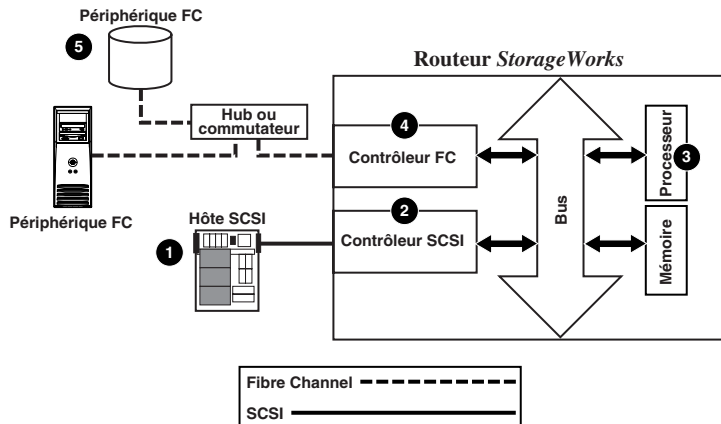 Périphérique FC
5
Routeur StorageWorks
Hub ou
commutateur
4
Contrôleur FC
Processeur
3
Périphérique FC
Hôte SCSI
1
2
Contrôleur SCSI
Bus
Mémoire
Fibre Channel
SCSI